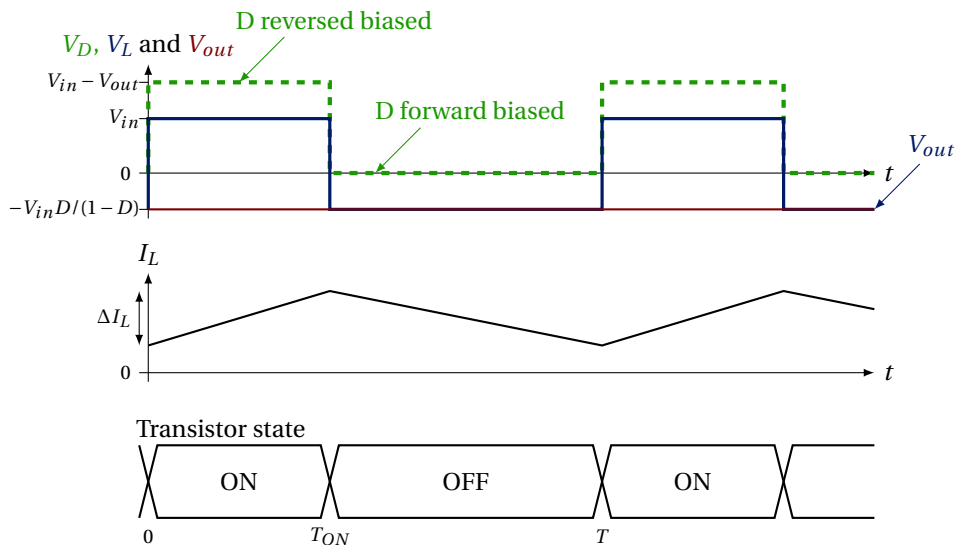 D reversed biased
V_D, V_L and V_out
V_in − V_out
D forward biased
V_in
V_out
0
t
−V_inD/(1−D)
I_L
ΔI_L
0
t
Transistor state
ON OFF ON
0 T_ON T